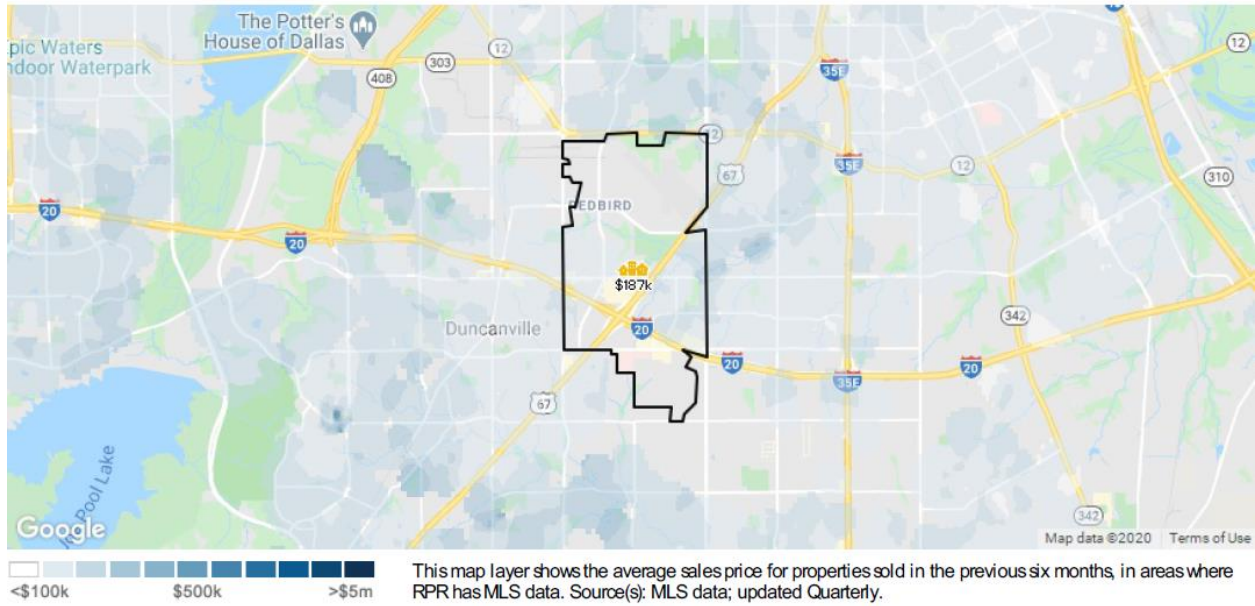 The Potter's
House of Dallas
pic Waters
ndoor Waterpark
12
12
303
408
35E
12
67
35E
12
310
20
EDBIRD
20
$187k
Duncanville
20
342
20
20
35E
67
Pool Lake
342
Google
Map data ©2020 Terms of Use
<$100k $500k >$5m
This map layer shows the average sales price for properties sold in the previous six months, in areas where
RPR has MLS data. Source(s): MLS data; updated Quarterly.